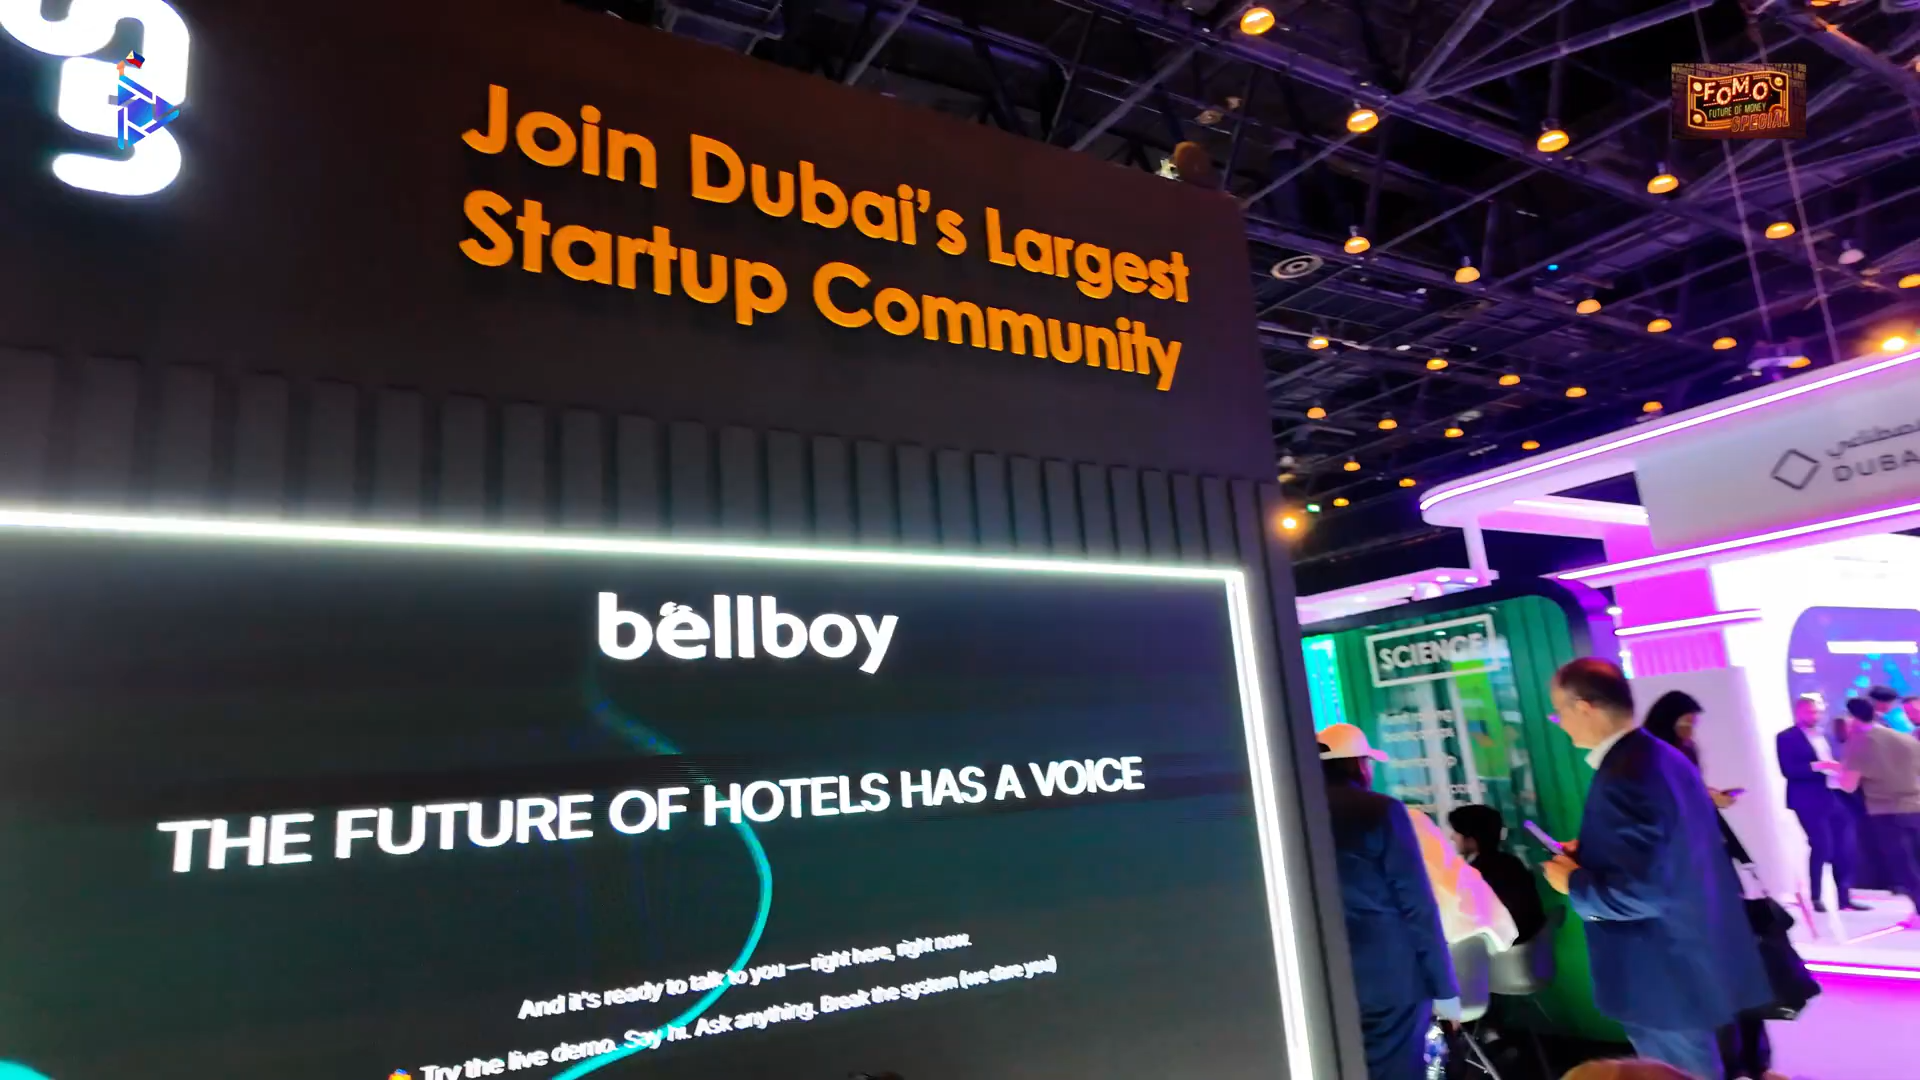 Join Dubai's Largest
Startup Community
bellboy
THE FUTURE OF HOTELS HAS A VOICE
And it's ready to talk to you — right here, right now.
Try the live demo. Say hi. Ask anything. Break the system (we dare you)
FOMO
FUTURE OF MONEY
SPECIAL
DUBA
SCIENCE